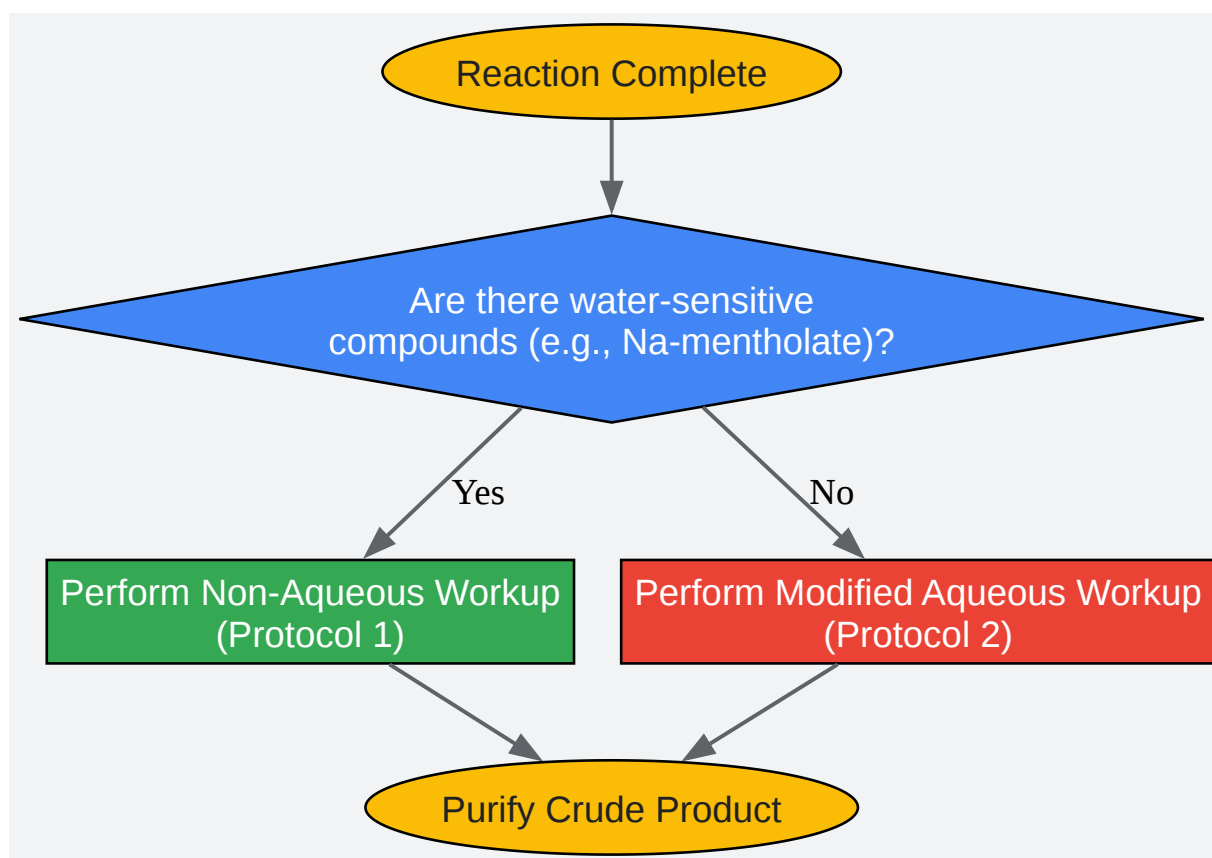 Reaction Complete
Are there water-sensitive
compounds (e.g., Na-mentholate)?
Yes
No
Perform Non-Aqueous Workup
(Protocol 1)
Perform Modified Aqueous Workup
(Protocol 2)
Purify Crude Product